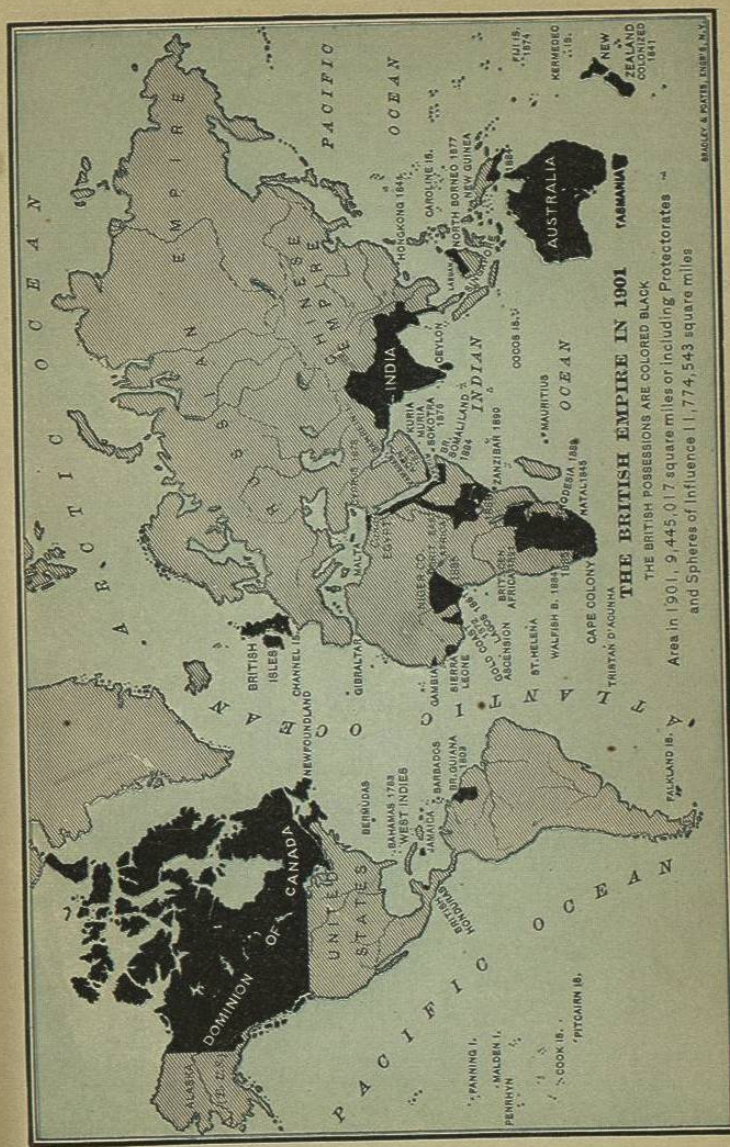 ARCTIC OCEAN
PACIFIC
OCEAN
RUSSIAN EMPIRE
CHINESE
EMPIRE
BRITISH
ISLES
CHANNEL IS.
NEWFOUNDLAND
ALASKA
DOMINION OF CANADA
UNITED
STATES
BERMUDAS
BAHAMAS 1783
WEST INDIES
JAMAICA
BARBADOS
BR. GUIANA
1803
BRITISH
HONDURAS
ATLANTIC OCEAN
PACIFIC OCEAN
FANNING I.
MALDEN I.
PENRHYN
COOK IS.
PITCAIRN IS.
FALKLAND IS.
GIBRALTAR
MALTA
CYPRUS 1878
EGYPT
ADEN
KURIA
MURIA
SOKOTRA
1876
BR.
SOMALILAND
1884
ZANZIBAR 1890
NIGER CO.
GAMBIA
SIERRA
LEONE
GOLD COAST
LAGOS 1861
ASCENSION
ST. HELENA
WALFISH B. 1884
RHODESIA
NATAL 1845
CAPE COLONY
TRISTAN D'ACUNHA
MAURITIUS
INDIAN
OCEAN
INDIA
CEYLON
COCOS IS.
HONGKONG
CAROLINE IS.
NORTH BORNEO 1877
NEW GUINEA
1884
LABUAN
SINGAPORE
AUSTRALIA
TASMANIA
FIJI IS.
1874
KERMEDEC
IS.
NEW
ZEALAND
COLONIZED
1841
THE BRITISH EMPIRE IN 1901
THE BRITISH POSSESSIONS ARE COLORED BLACK
Area in 1901, 9,445,017 square miles or including Protectorates
and Spheres of Influence 11,774,543 square miles
BRADLEY & POATES, ENGR'S, N.Y.